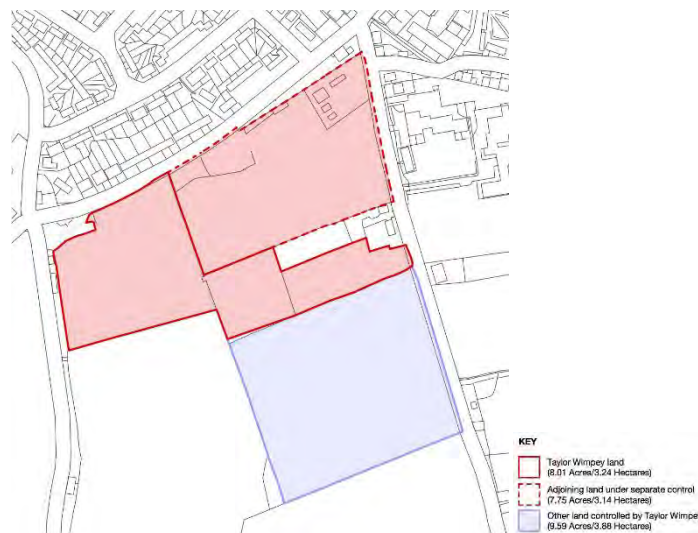 KEY
Taylor Wimpey land
(8.01 Acres/3.24 Hectares)
Adjoining land under separate control
(7.75 Acres/3.14 Hectares)
Other land controlled by Taylor Wimpe
(9.59 Acres/3.88 Hectares)